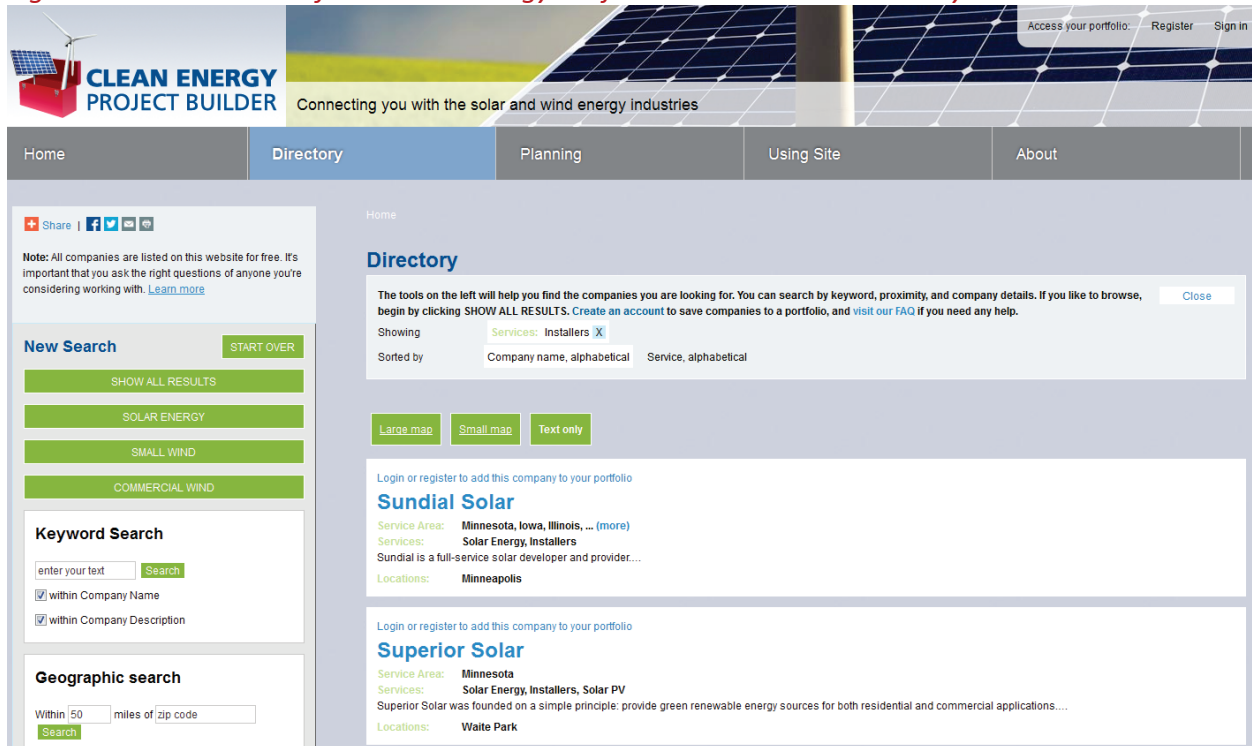 Access your portfolio: Register Sign in
CLEAN ENERGY
PROJECT BUILDER
Connecting you with the solar and wind energy industries
Home Directory Planning Using Site About
Share |
Note: All companies are listed on this website for free. It's
important that you ask the right questions of anyone you're
considering working with. Learn more
New Search START OVER
SHOW ALL RESULTS
SOLAR ENERGY
SMALL WIND
COMMERCIAL WIND
Keyword Search
enter your text Search
within Company Name
within Company Description
Geographic search
Within 50 miles of zip code
Search
Home
Directory
The tools on the left will help you find the companies you are looking for. You can search by keyword, proximity, and company details. If you like to browse,
begin by clicking SHOW ALL RESULTS. Create an account to save companies to a portfolio, and visit our FAQ if you need any help.
Close
Showing Services: Installers X
Sorted by Company name, alphabetical Service, alphabetical
Large map Small map Text only
Login or register to add this company to your portfolio
Sundial Solar
Service Area: Minnesota, Iowa, Illinois, ... (more)
Services: Solar Energy, Installers
Sundial is a full-service solar developer and provider....
Locations: Minneapolis
Login or register to add this company to your portfolio
Superior Solar
Service Area: Minnesota
Services: Solar Energy, Installers, Solar PV
Superior Solar was founded on a simple principle: provide green renewable energy sources for both residential and commercial applications....
Locations: Waite Park